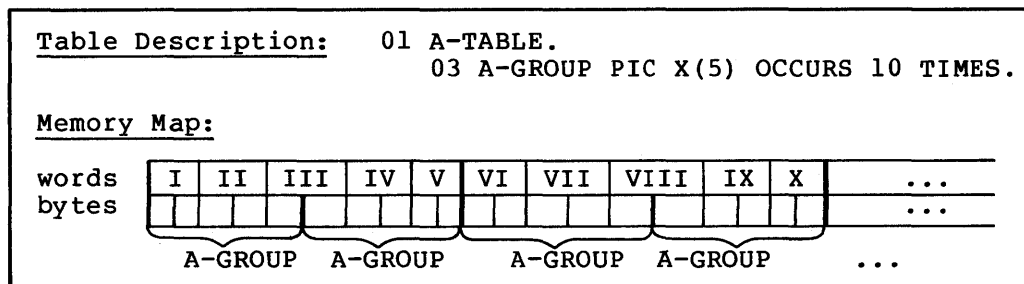 Table Description: 01 A-TABLE.
03 A-GROUP PIC X(5) OCCURS 10 TIMES.
Memory Map:
words I II III IV V VI VII VIII IX X ...
bytes ...
A-GROUP A-GROUP A-GROUP A-GROUP ...